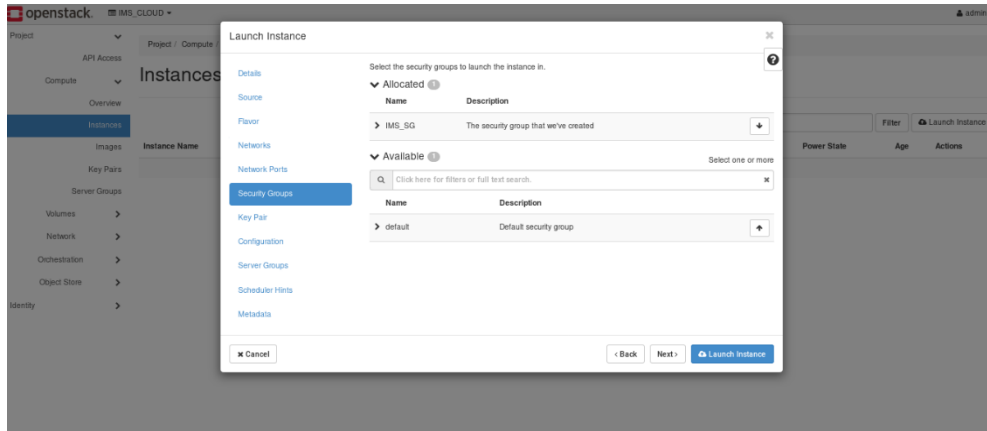 openstack. IMS_CLOUD admin
Project
API Access
Compute
Overview
Instances
Images
Key Pairs
Server Groups
Volumes
Network
Orchestration
Object Store
Identity
Project / Compute /
Instances
Filter Launch Instance
Instance Name Power State Age Actions
Launch Instance
Details
Source
Flavor
Networks
Network Ports
Security Groups
Key Pair
Configuration
Server Groups
Scheduler Hints
Metadata
Select the security groups to launch the instance in.
Allocated 1
Name Description
IMS_SG The security group that we've created
Available 1 Select one or more
Click here for filters or full text search.
Name Description
default Default security group
Cancel < Back Next > Launch Instance